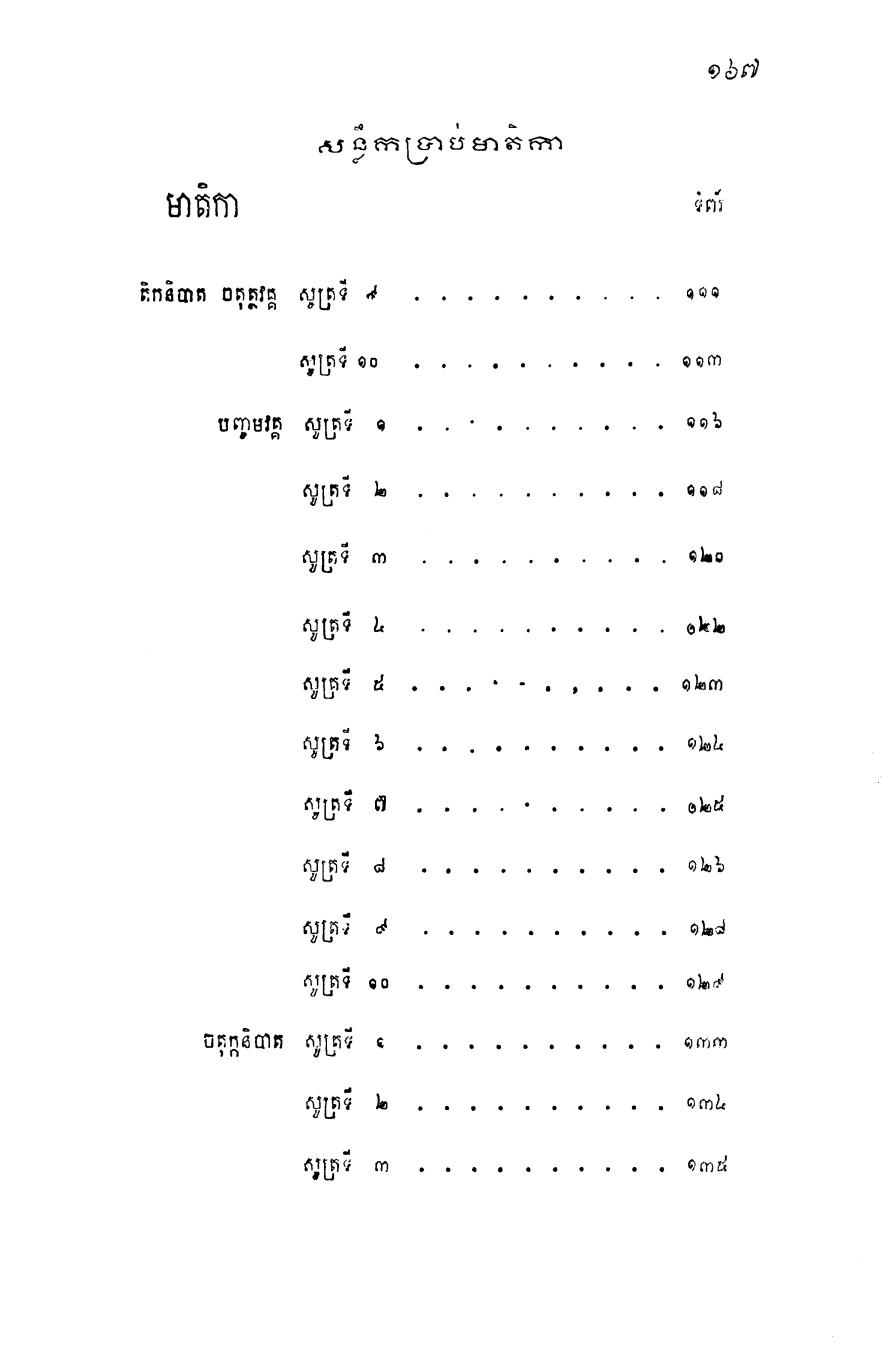 ១៦៧
សន្លឹកប្រាប់មាតិកា
មាតិកា ទំព័រ
តិកនិបាត ចតុត្ថវគ្គ សូត្រទី ៩ . . . . . . . . . . ១១១
សូត្រទី ១០ . . . . . . . . . . ១១៣
បញ្ចមវគ្គ សូត្រទី ១ . . . . . . . . . . ១១៦
សូត្រទី ២ . . . . . . . . . . ១១៨
សូត្រទី ៣ . . . . . . . . . . ១២០
សូត្រទី ៤ . . . . . . . . . . ១៤២
សូត្រទី ៥ . . . . . . . . . . ១២៣
សូត្រទី ៦ . . . . . . . . . . ១២៤
សូត្រទី ៧ . . . . . . . . . . ១២៥
សូត្រទី ៨ . . . . . . . . . . ១២៦
សូត្រទី ៩ . . . . . . . . . . ១២៨
សូត្រទី ១០ . . . . . . . . . . ១២៩
ចតុក្កនិបាត សូត្រទី ១ . . . . . . . . . . ១៣៣
សូត្រទី ២ . . . . . . . . . . ១៣៤
សូត្រទី ៣ . . . . . . . . . . ១៣៥